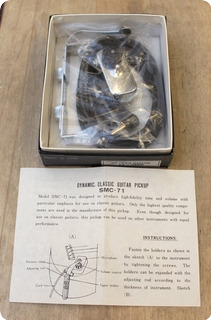 DYNAMIC CLASSIC GUITAR PICKUP
SMC-71
Model SMC-71 was designed to produce high-fidelity tone and volume with
particular emphasis for use on classic guitars. Only the highest quality compo-
nents are used in the manufacture of this pickup. Even though designed for
use on classic guitars, this pickup can be used on other instruments with equal
performance.
(A)
INSTRUCTIONS
Fasten the holders as shown in
the sketch (A) to the instrument
by tightening the screws. The
holders can be expanded with the
adjusting rod according to the
thickness of instrument. Sketch
(B).